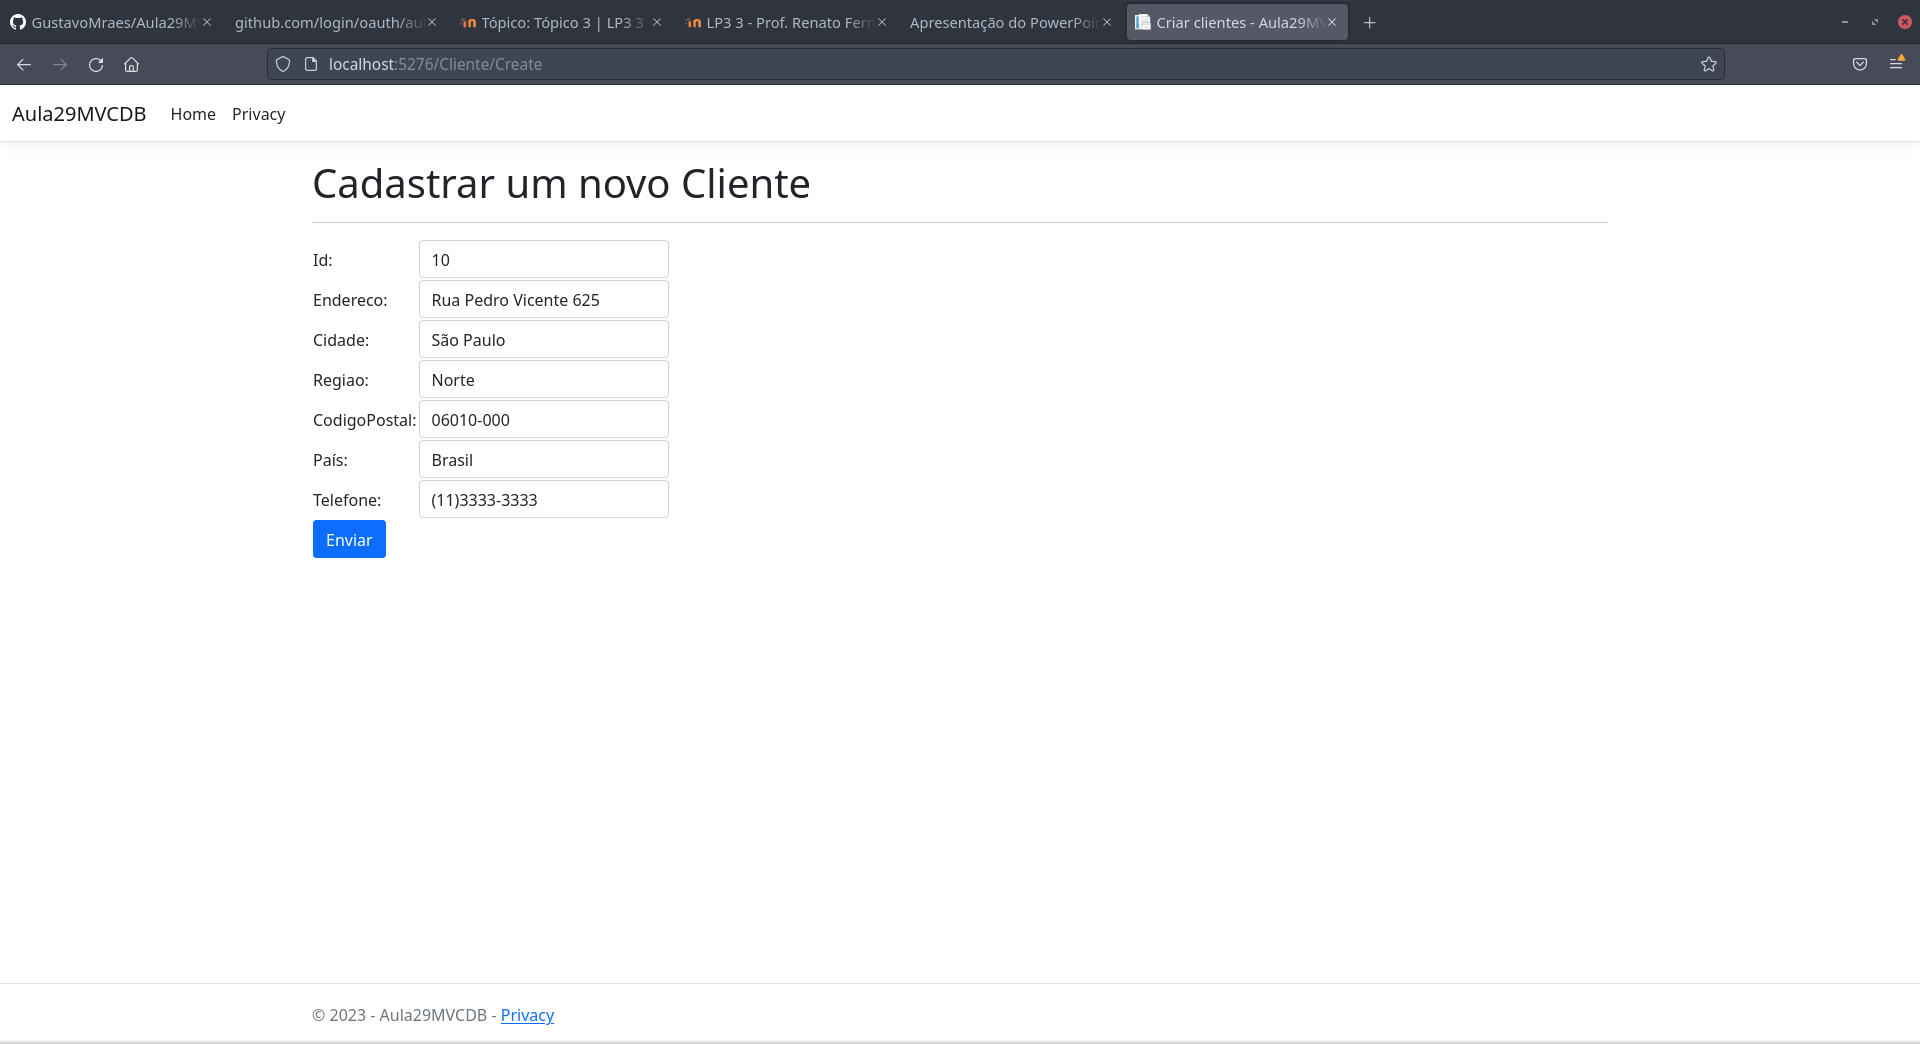 GustavoMraes/Aula29M
github.com/login/oauth/au
Tópico: Tópico 3 | LP3 3
LP3 3 - Prof. Renato Fern
Apresentação do PowerPoi
Criar clientes - Aula29M
localhost:5276/Cliente/Create
Aula29MVCDB Home Privacy
Cadastrar um novo Cliente
Id: 10
Endereco: Rua Pedro Vicente 625
Cidade: São Paulo
Regiao: Norte
CodigoPostal: 06010-000
País: Brasil
Telefone: (11)3333-3333
Enviar
© 2023 - Aula29MVCDB - Privacy